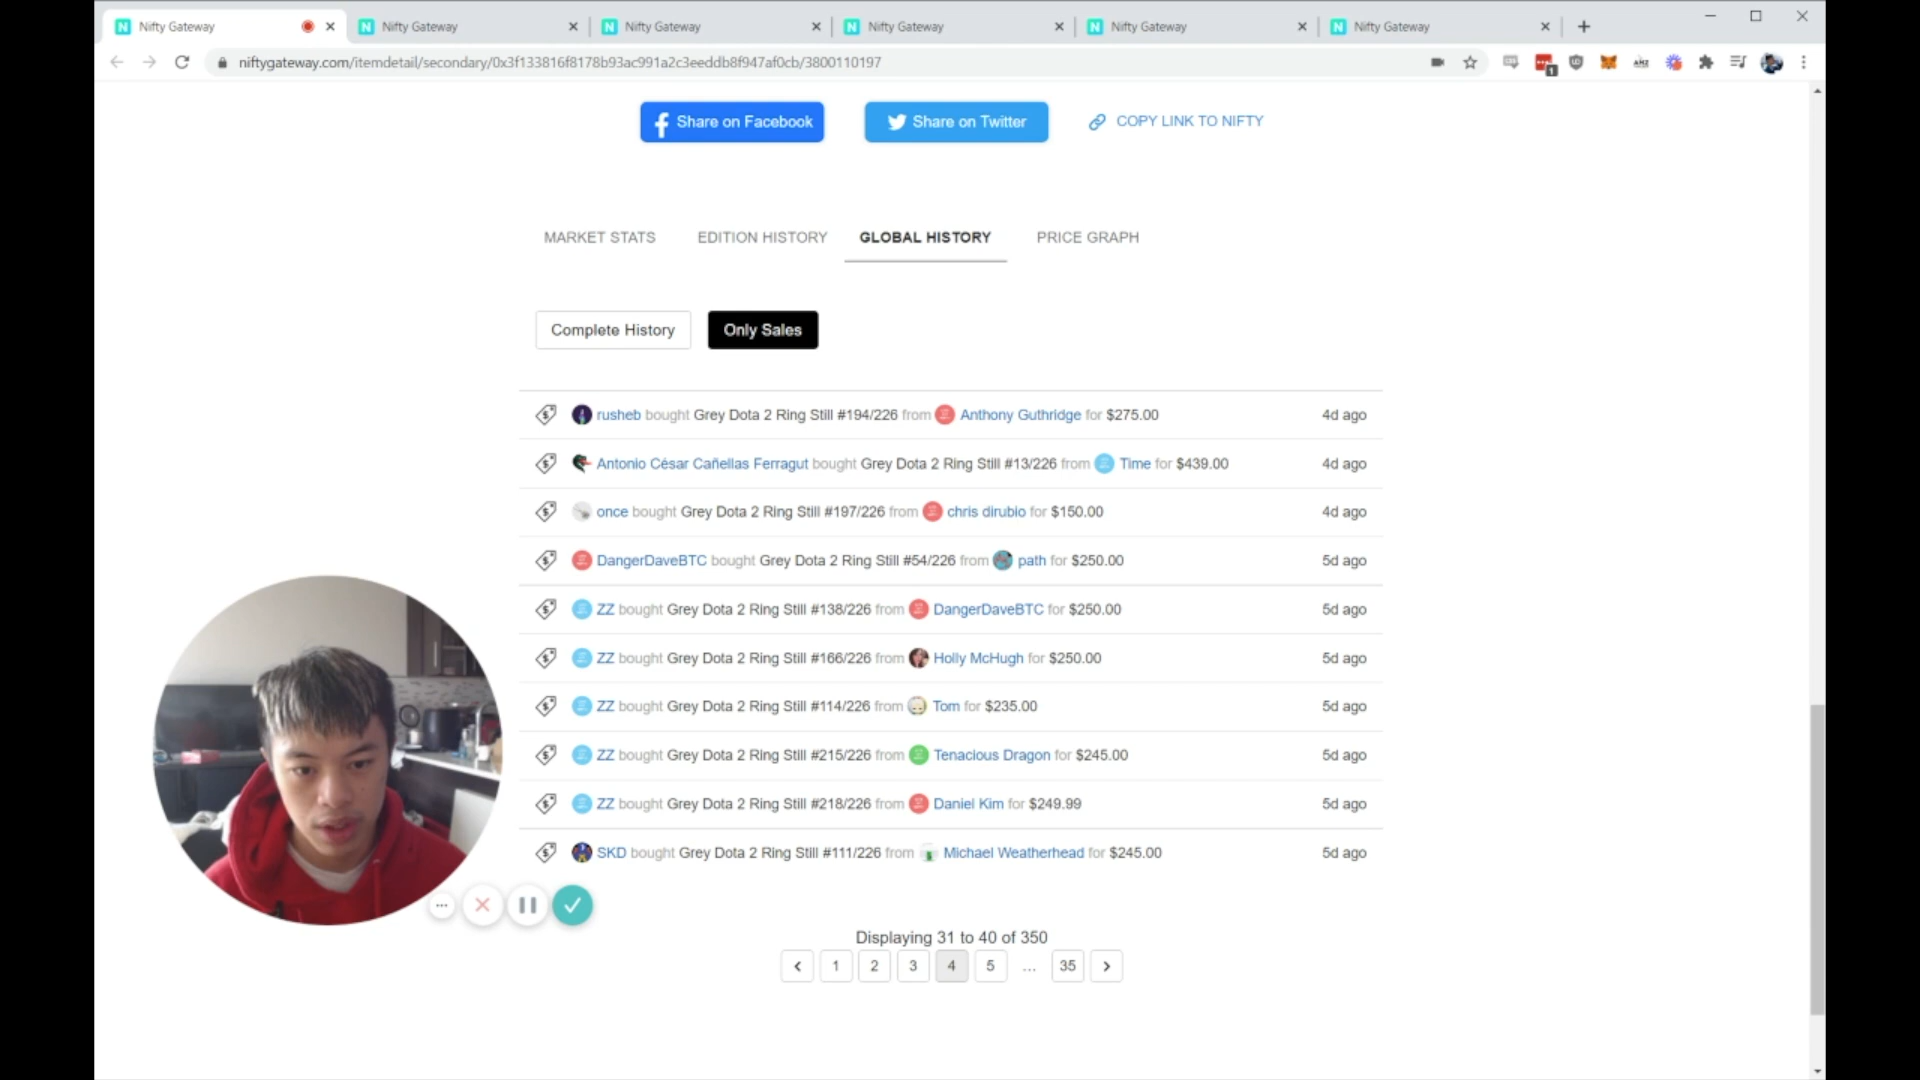 Nifty Gateway
Nifty Gateway
Nifty Gateway
Nifty Gateway
Nifty Gateway
Nifty Gateway
niftygateway.com/itemdetail/secondary/0x3f133816f8178b93ac991a2c3eeddb8f947af0cb/3800110197
1
Share on Facebook
Share on Twitter
COPY LINK TO NIFTY
MARKET STATS
EDITION HISTORY
GLOBAL HISTORY
PRICE GRAPH
Complete History
Only Sales
rusheb bought Grey Dota 2 Ring Still #194/226 from Anthony Guthridge for $275.00 4d ago
Antonio César Cañellas Ferragut bought Grey Dota 2 Ring Still #13/226 from Time for $439.00 4d ago
once bought Grey Dota 2 Ring Still #197/226 from chris dirubio for $150.00 4d ago
DangerDaveBTC bought Grey Dota 2 Ring Still #54/226 from path for $250.00 5d ago
ZZ bought Grey Dota 2 Ring Still #138/226 from DangerDaveBTC for $250.00 5d ago
ZZ bought Grey Dota 2 Ring Still #166/226 from Holly McHugh for $250.00 5d ago
ZZ bought Grey Dota 2 Ring Still #114/226 from Tom for $235.00 5d ago
ZZ bought Grey Dota 2 Ring Still #215/226 from Tenacious Dragon for $245.00 5d ago
ZZ bought Grey Dota 2 Ring Still #218/226 from Daniel Kim for $249.99 5d ago
SKD bought Grey Dota 2 Ring Still #111/226 from Michael Weatherhead for $245.00 5d ago
Displaying 31 to 40 of 350
1 2 3 4 5 ... 35